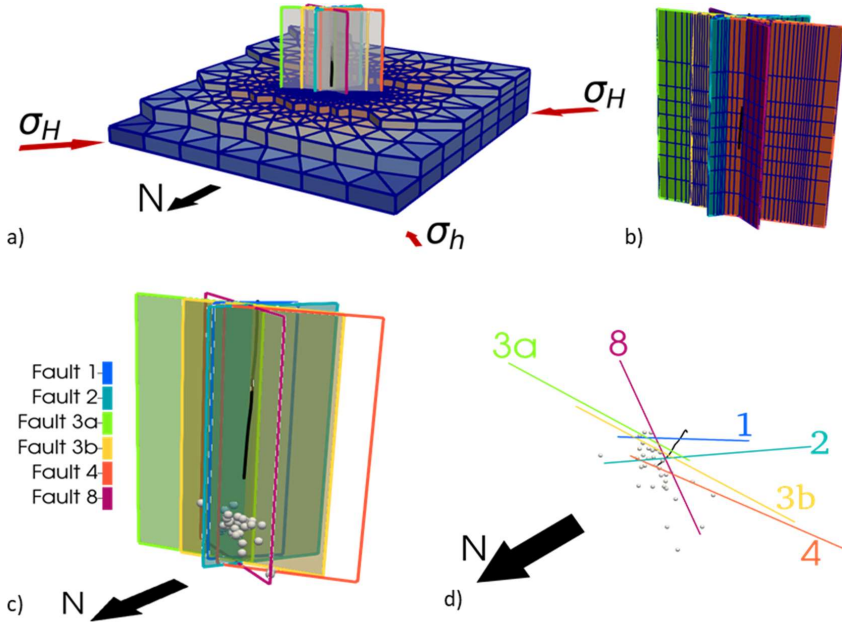 σH
σH
N
σh
a)
b)
Fault 1
Fault 2
Fault 3a
Fault 3b
Fault 4
Fault 8
N
c)
3a
8
1
2
3b
4
N
d)